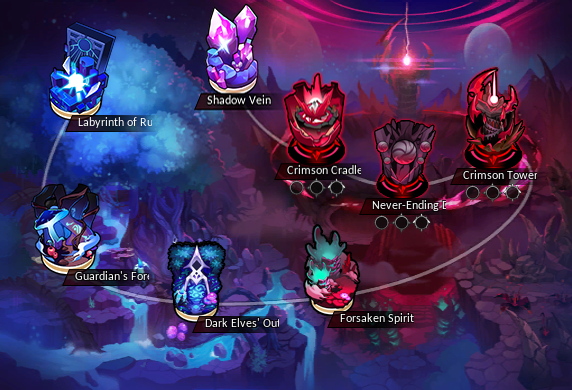 Shadow Vein
Labyrinth of Ru
Crimson Cradle
Crimson Tower
Never-Ending
Guardian's Fore
Dark Elves' Out
Forsaken Spirit